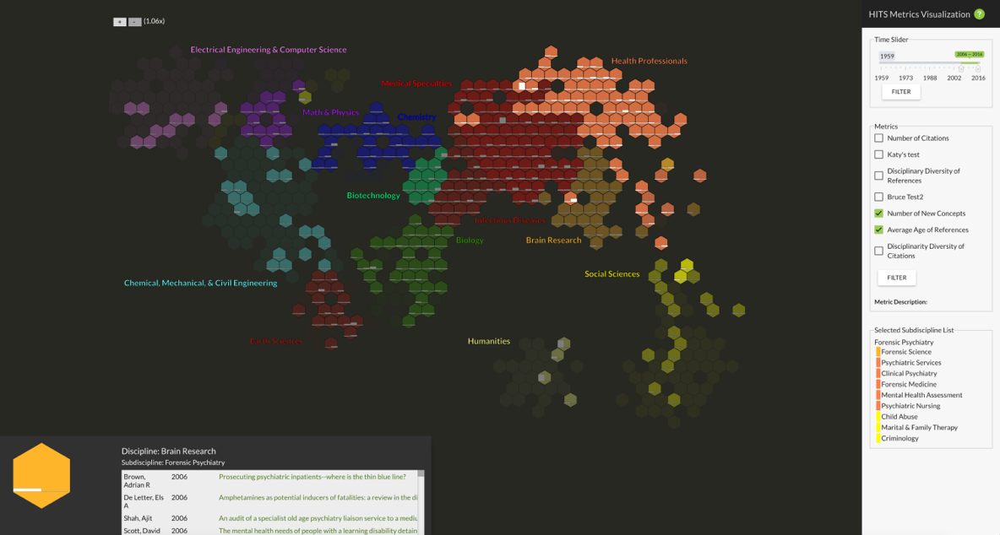 + - (1.06x)
HITS Metrics Visualization ?
Electrical Engineering & Computer Science
Health Professionals
Medical Specialties
Math & Physics
Chemistry
Biotechnology
Infectious Diseases
Biology
Brain Research
Social Sciences
Chemical, Mechanical, & Civil Engineering
Earth Sciences
Humanities
Time Slider
1959
2006 — 2016
1959 1973 1988 2002 2016
FILTER
Metrics
Number of Citations
Katy's test
Disciplinary Diversity of
References
Bruce Test2
Number of New Concepts
Average Age of References
Disciplinarity Diversity of
Citations
FILTER
Metric Description:
Selected Subdiscipline List
Forensic Psychiatry
Forensic Science
Psychiatric Services
Clinical Psychiatry
Forensic Medicine
Mental Health Assessment
Psychiatric Nursing
Child Abuse
Marital & Family Therapy
Criminology
Discipline: Brain Research
Subdiscipline: Forensic Psychiatry
Brown, 2006 Prosecuting psychiatric inpatients--where is the thin blue line?
Adrian R
De Letter, Els 2006 Amphetamines as potential inducers of fatalities: a review in the di
A
Shah, Ajit 2006 An audit of a specialist old age psychiatry liaison service to a mediu
Scott, David 2006 The mental health needs of people with a learning disability detain